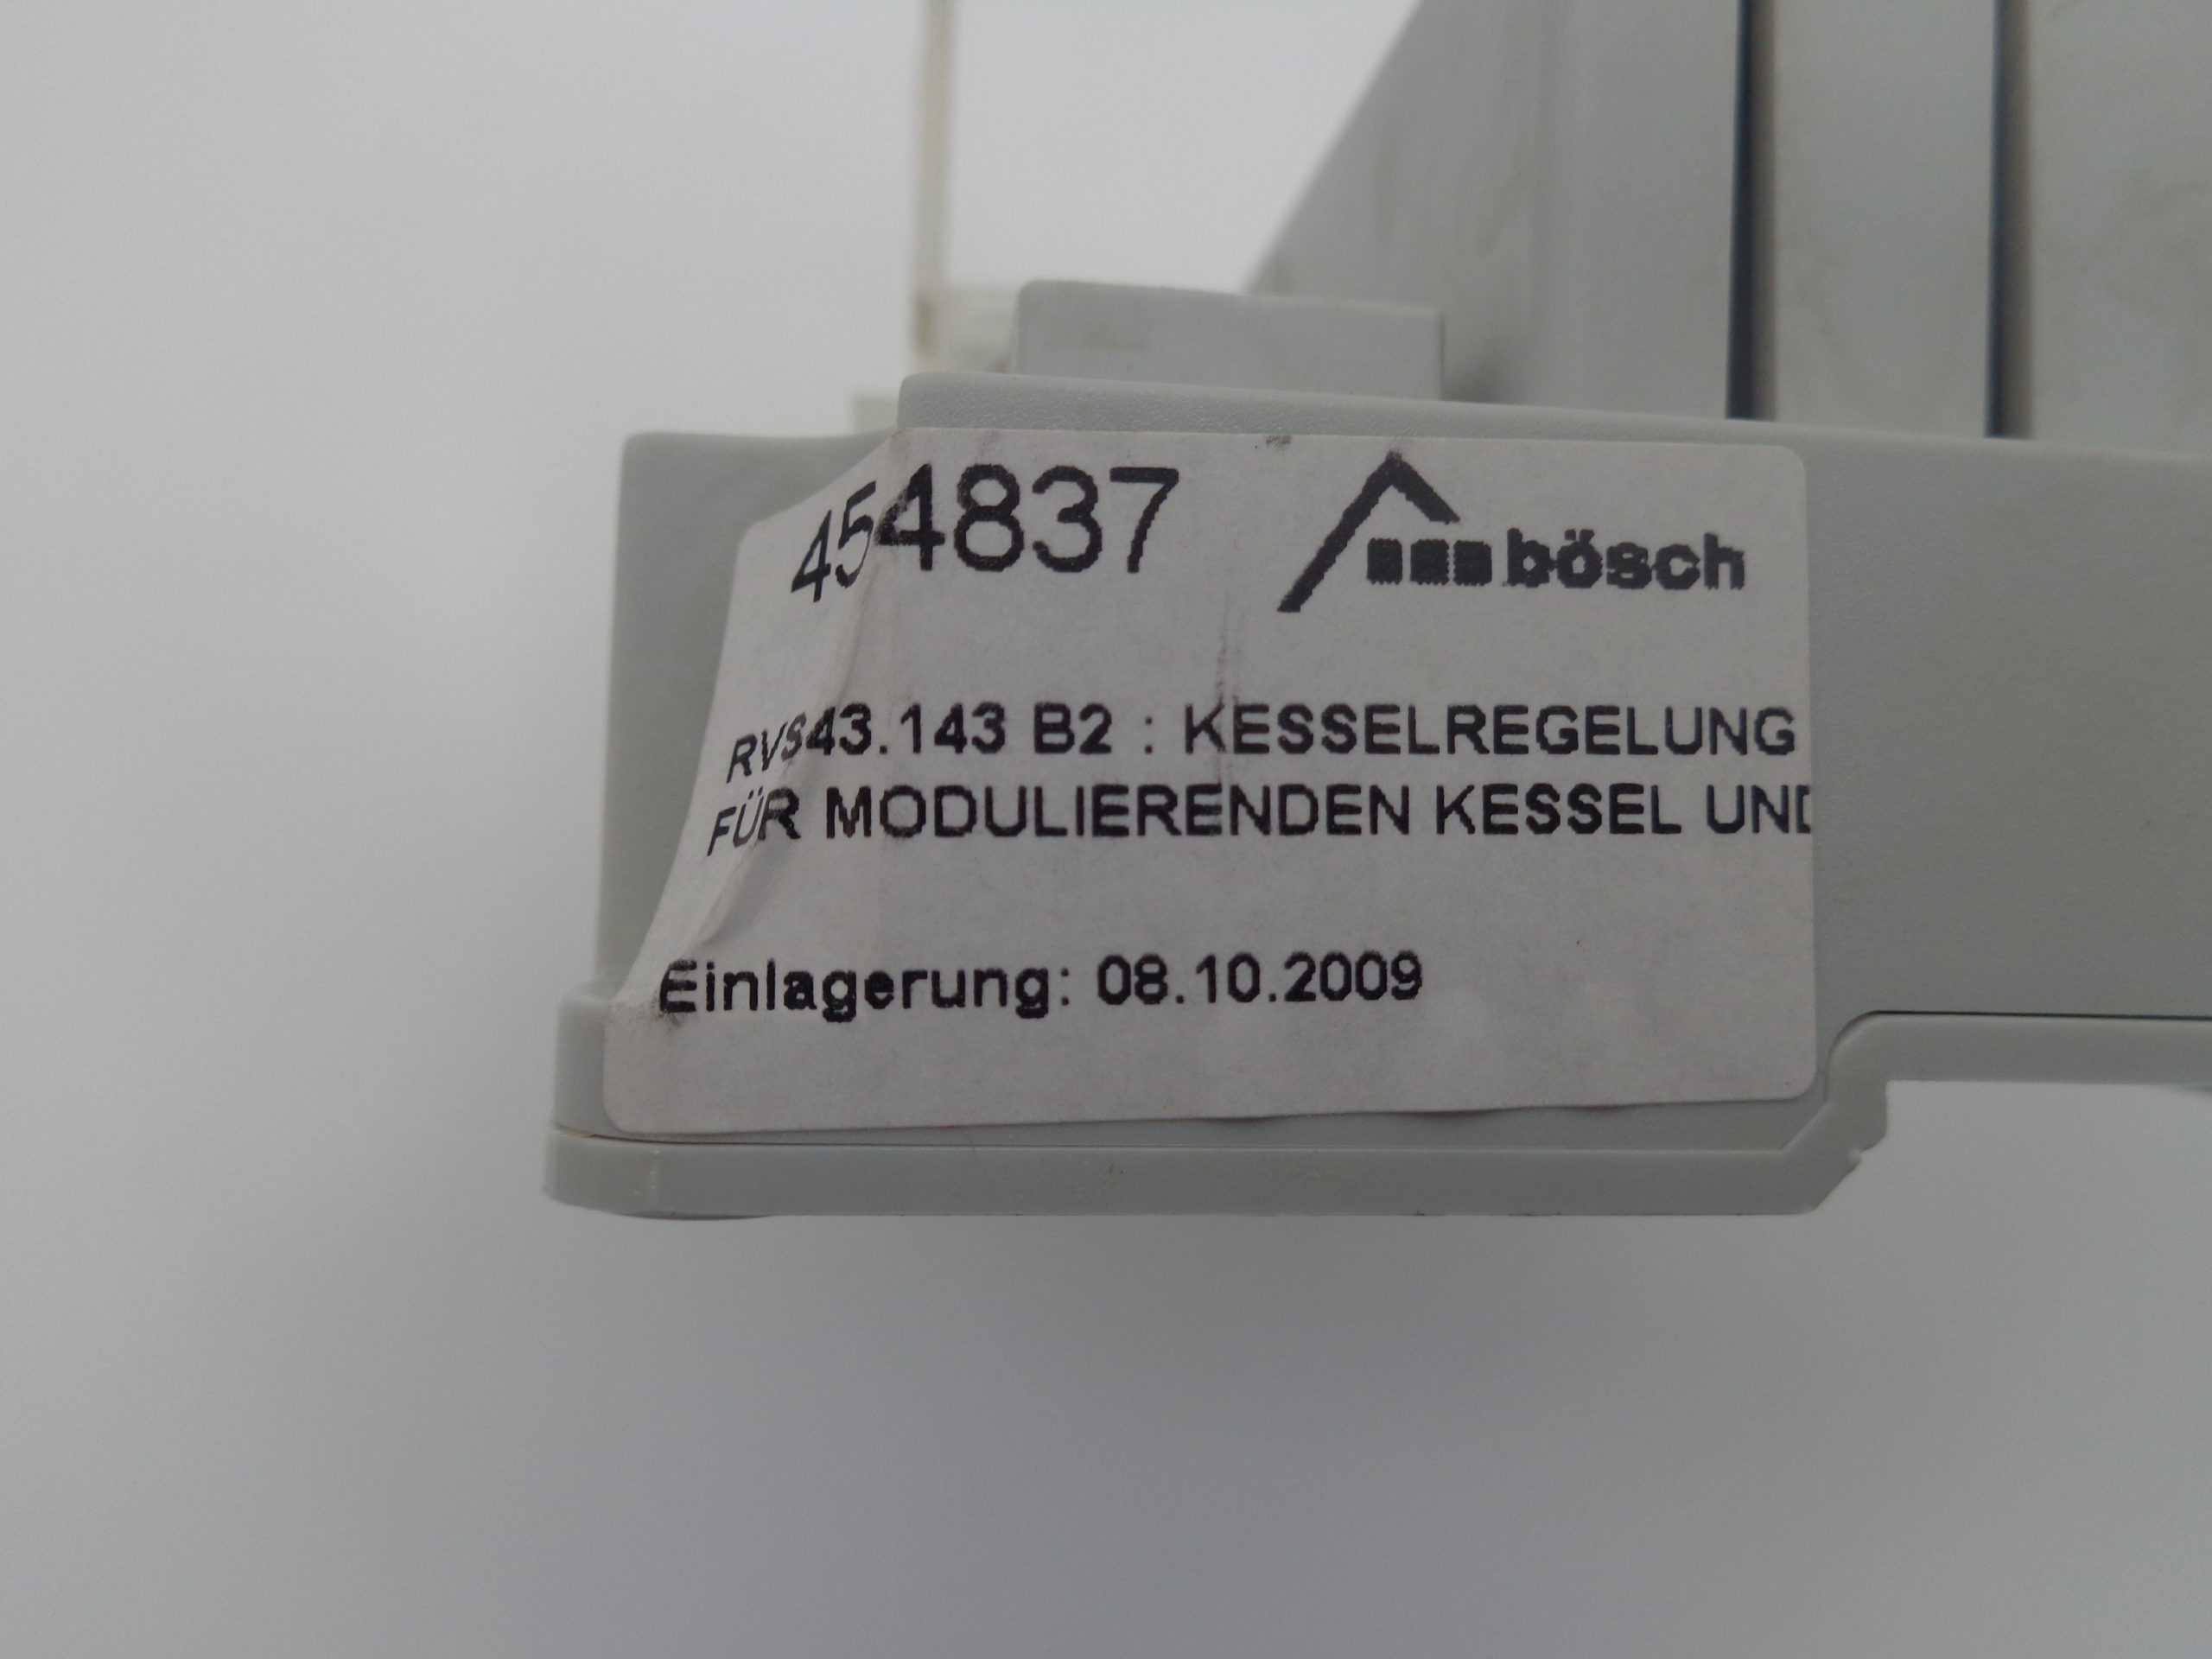 454837 bösch
RVS43.143 B2 : KESSELREGELUNG
FÜR MODULIERENDEN KESSEL UND
Einlagerung: 08.10.2009